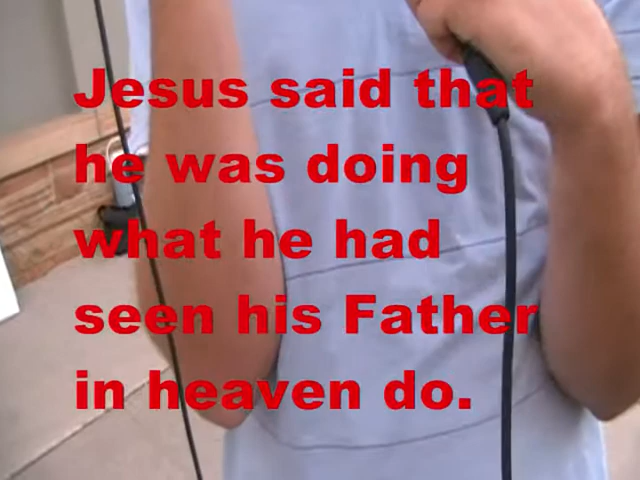 Jesus said that
he was doing
what he had
seen his Father
in heaven do.